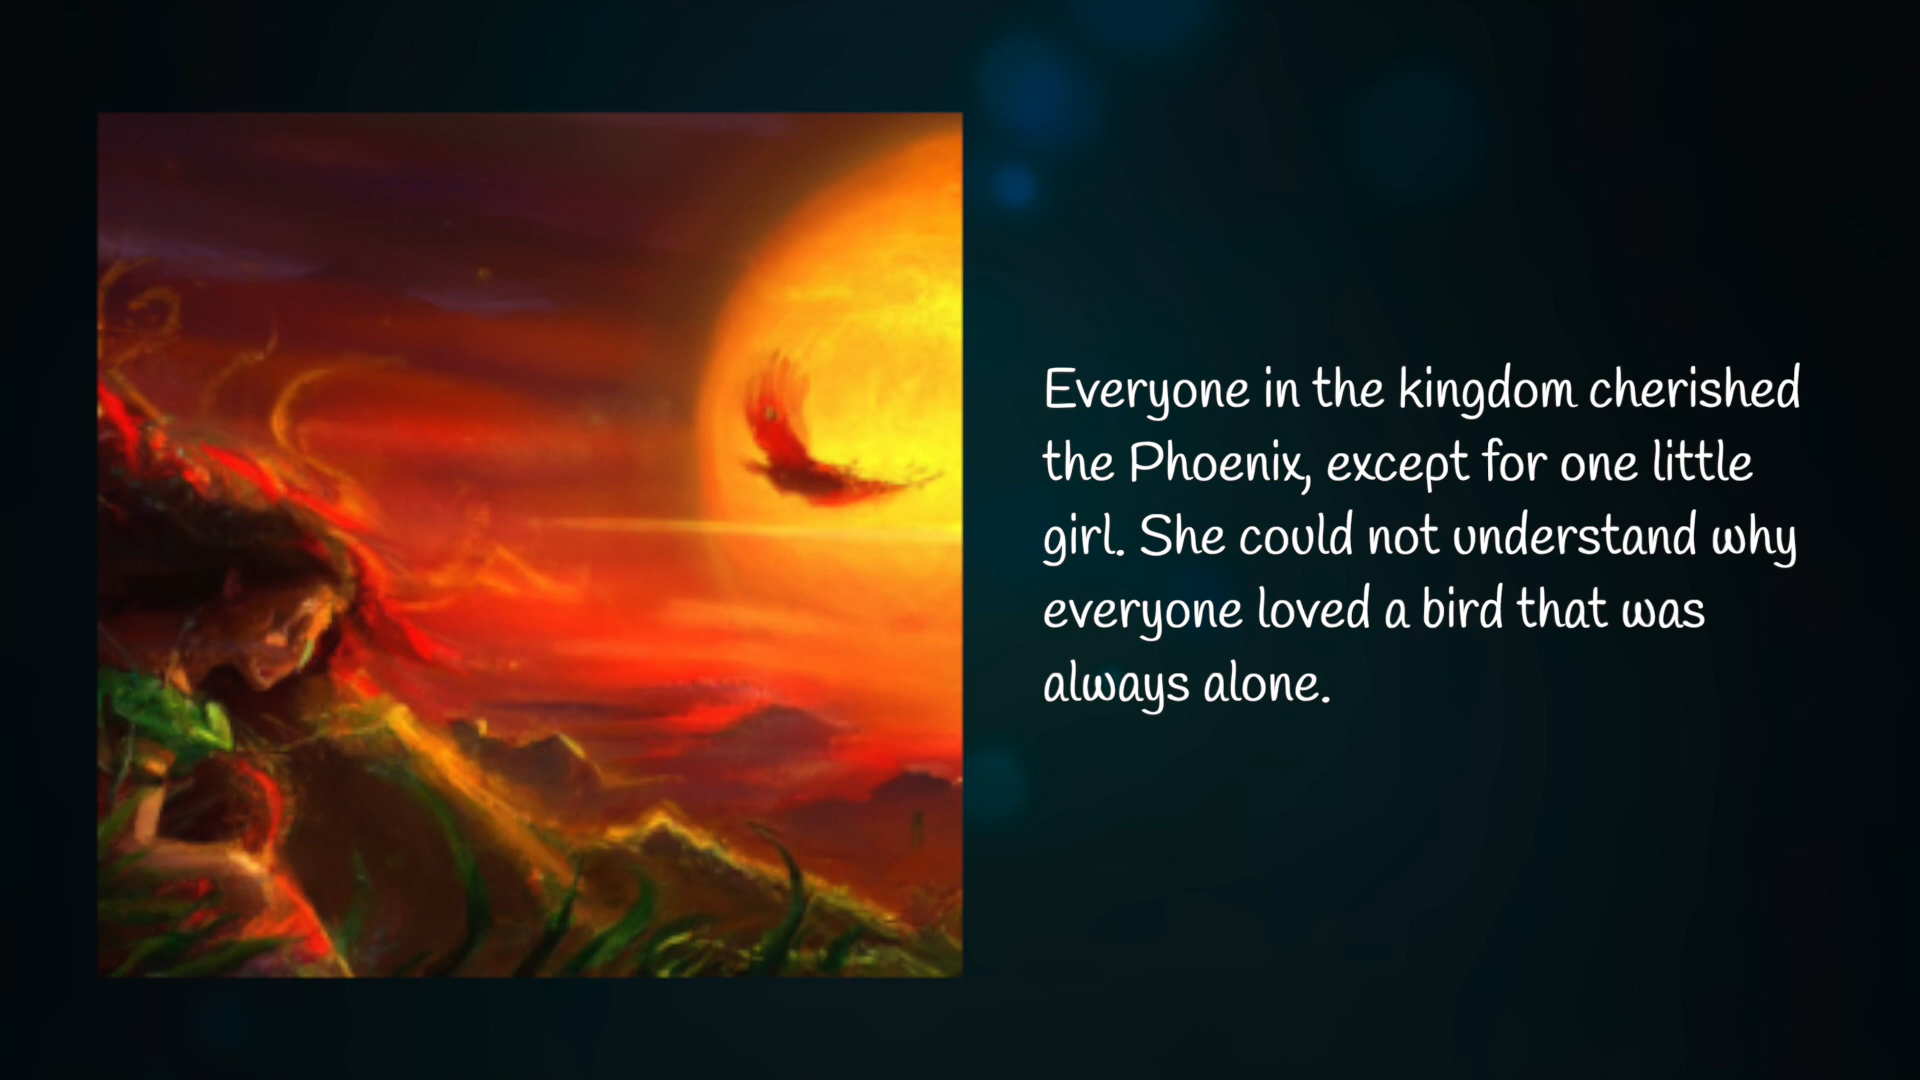 Everyone in the kingdom cherished
the Phoenix, except for one little
girl. She could not understand why
everyone loved a bird that was
always alone.